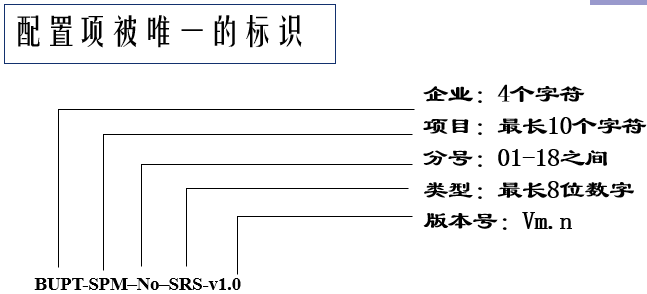 配置项被唯一的标识
企业：4个字符
项目：最长10个字符
分号：01-18之间
类型：最长8位数字
版本号：Vm.n
BUPT-SPM–No–SRS-v1.0